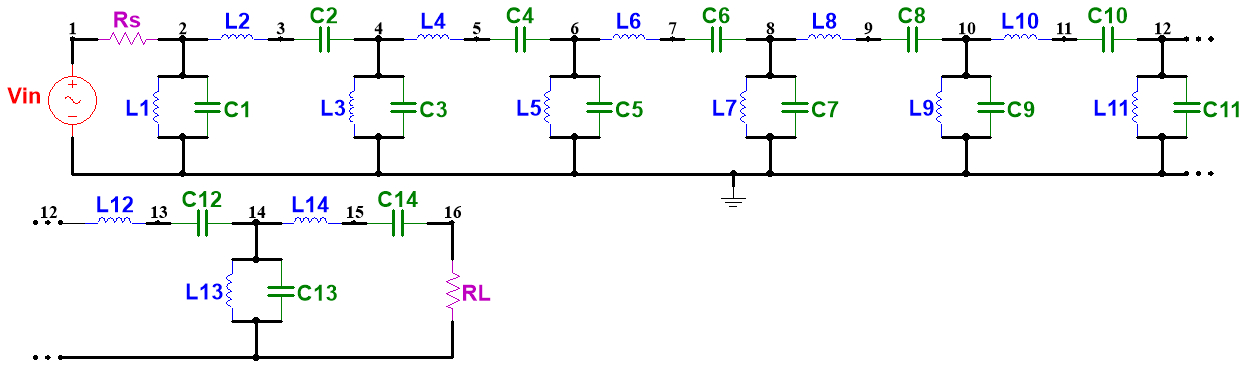 C2 C4 C6 C8 C10
1 Rs 2 L2 3 4 L4 5 6 L6 7 8 L8 9 10 L10 11 12
Vin L1 C1 L3 C3 L5 C5 L7 C7 L9 C9 L11 C11
12 L12 13 C12 14 L14 15 C14 16
L13 C13 RL